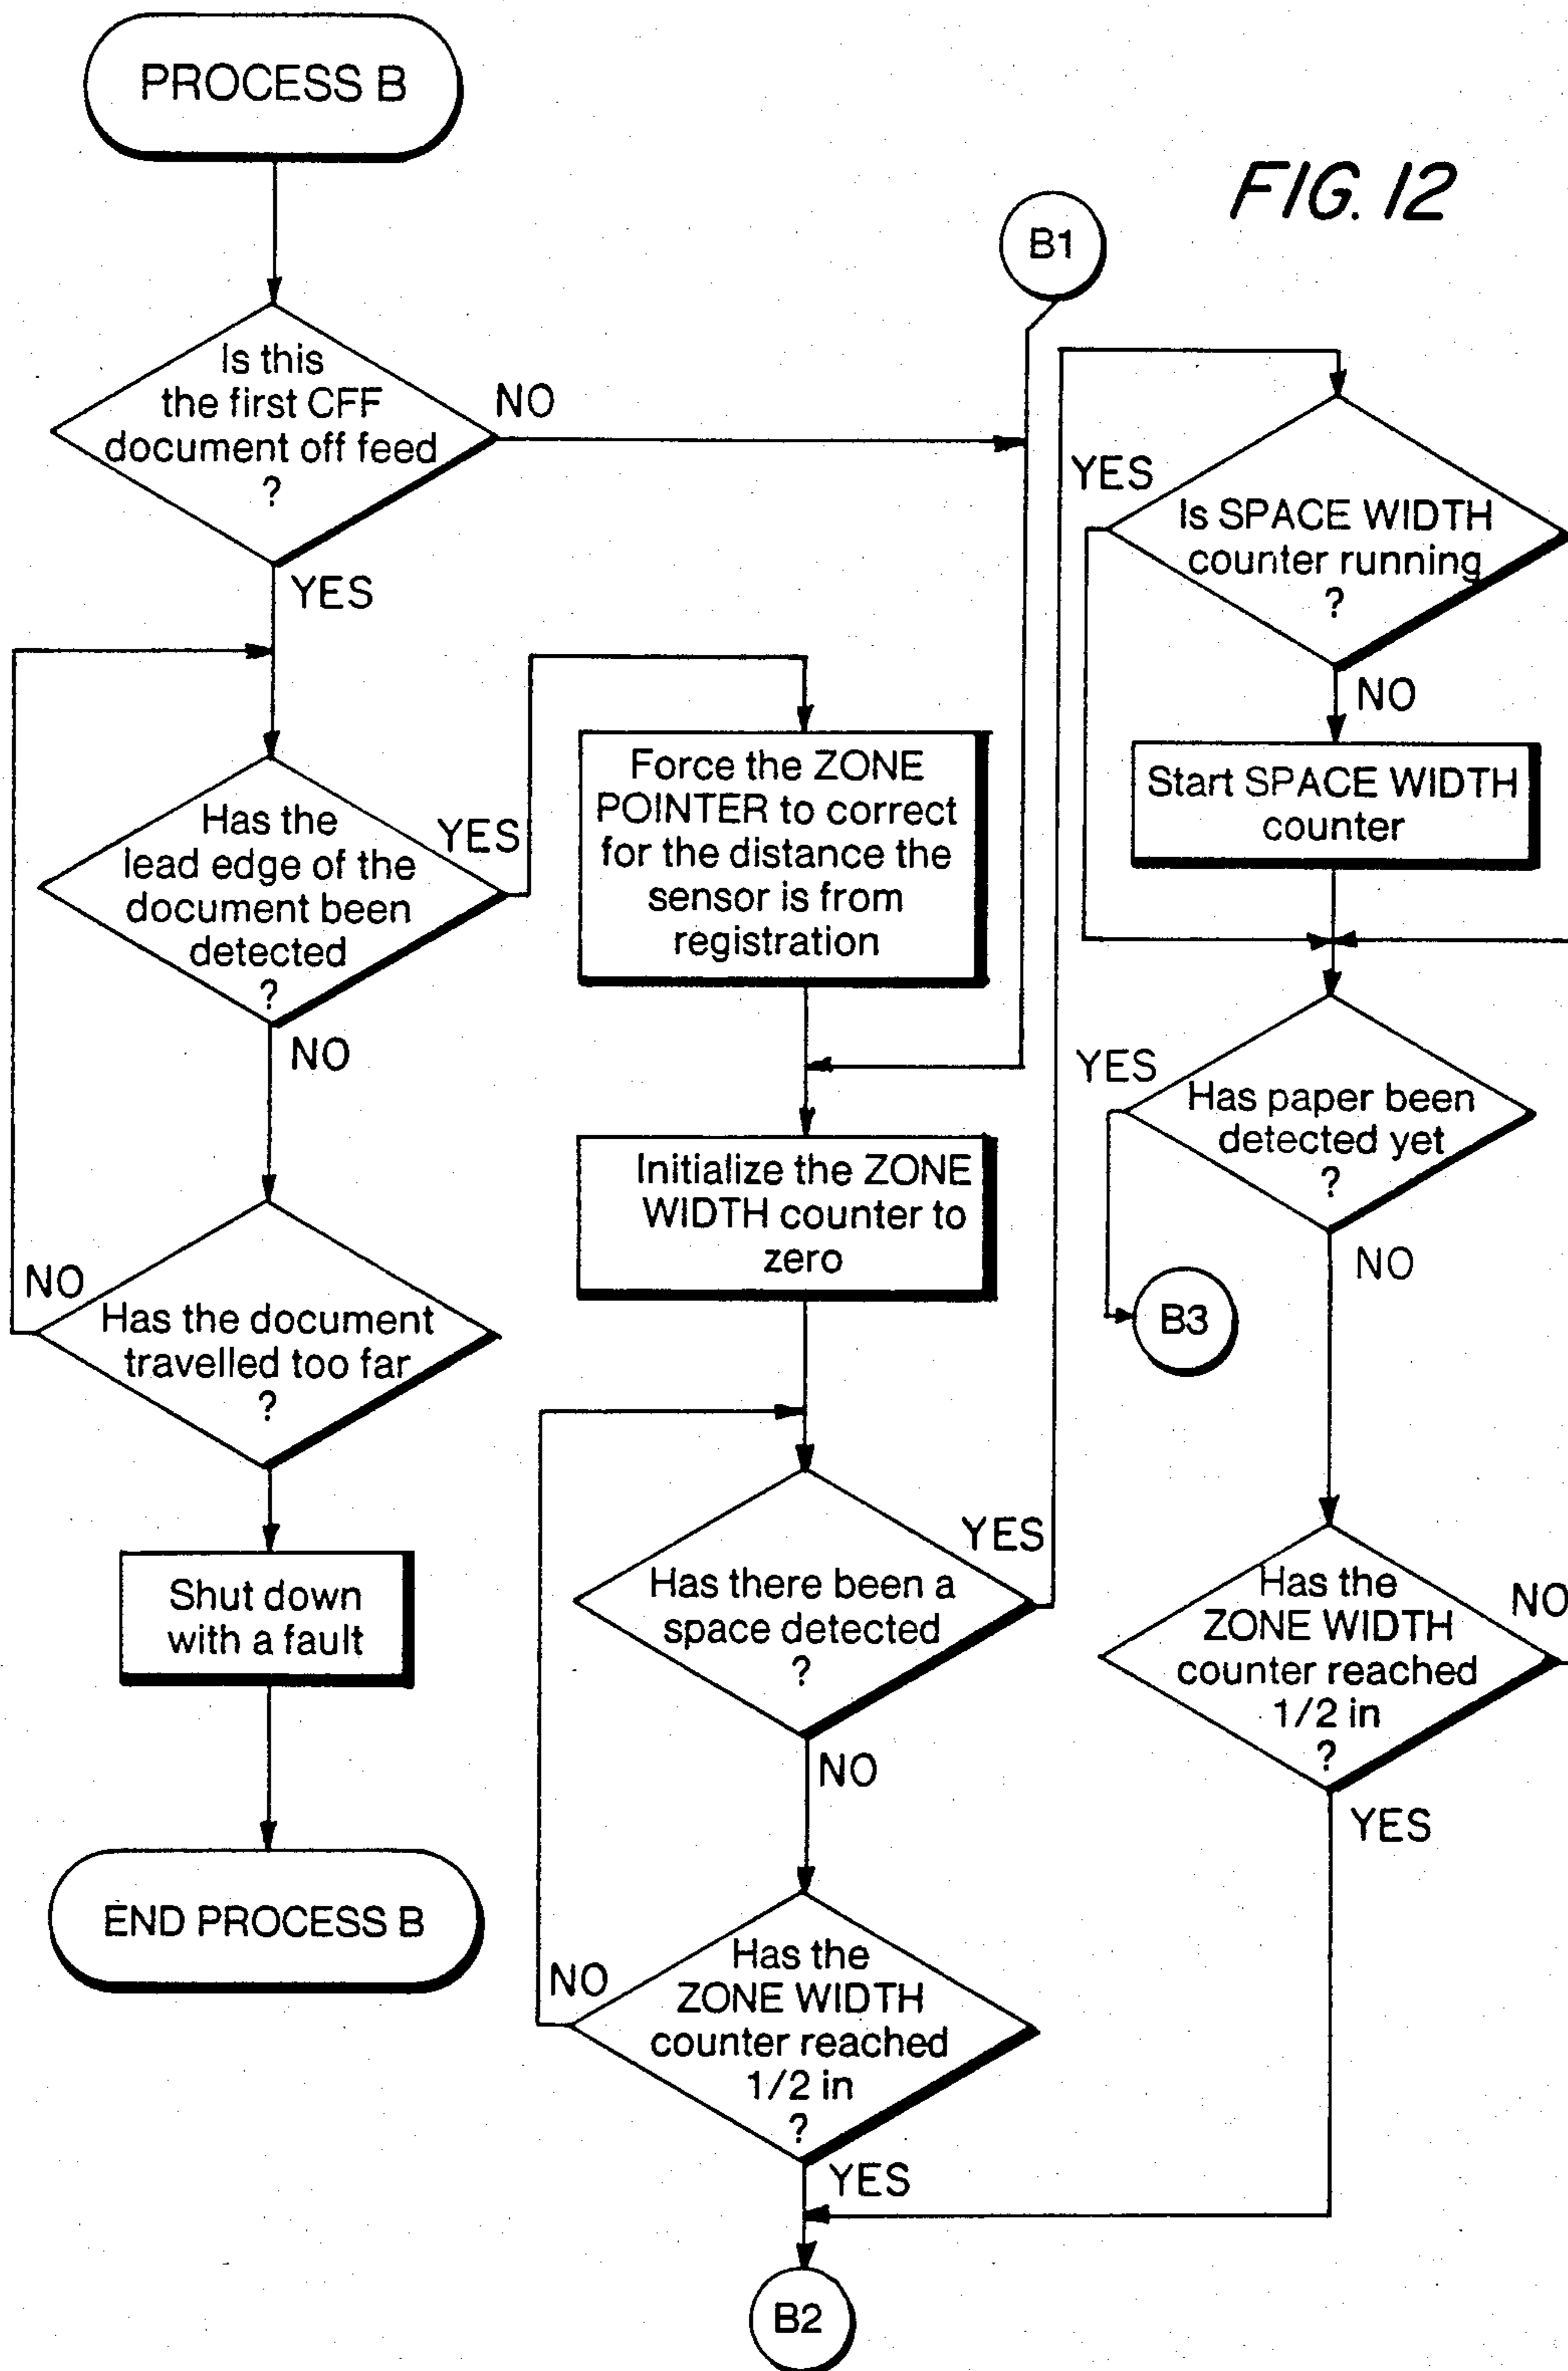 PROCESS B
FIG. 12
Is this
the first CFF
document off feed
?
NO
YES
Has the
lead edge of the
document been
detected
?
YES
NO
Has the document
travelled too far
?
NO
Shut down
with a fault
END PROCESS B
B1
Force the ZONE
POINTER to correct
for the distance the
sensor is from
registration
Initialize the ZONE
WIDTH counter to
zero
Has there been a
space detected
?
YES
NO
Has the
ZONE WIDTH
counter reached
1/2 in
?
NO
YES
B2
Is SPACE WIDTH
counter running
?
YES
NO
Start SPACE WIDTH
counter
Has paper been
detected yet
?
YES
NO
B3
Has the
ZONE WIDTH
counter reached
1/2 in
?
NO
YES